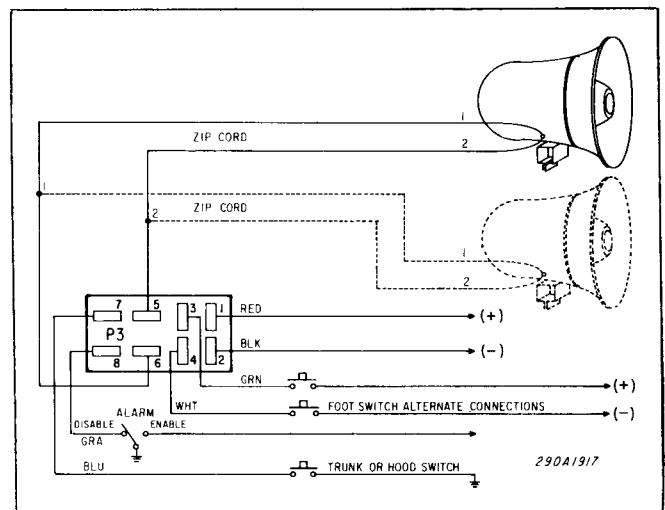 1
ZIP CORD
2
1
ZIP CORD
2
1
2
7 5 3 1 RED (+)
P3
8 6 4 2 BLK (-)
GRN (+)
WHT FOOT SWITCH ALTERNATE CONNECTIONS (-)
ALARM
DISABLE ENABLE
GRA
BLU TRUNK OR HOOD SWITCH
290A1917